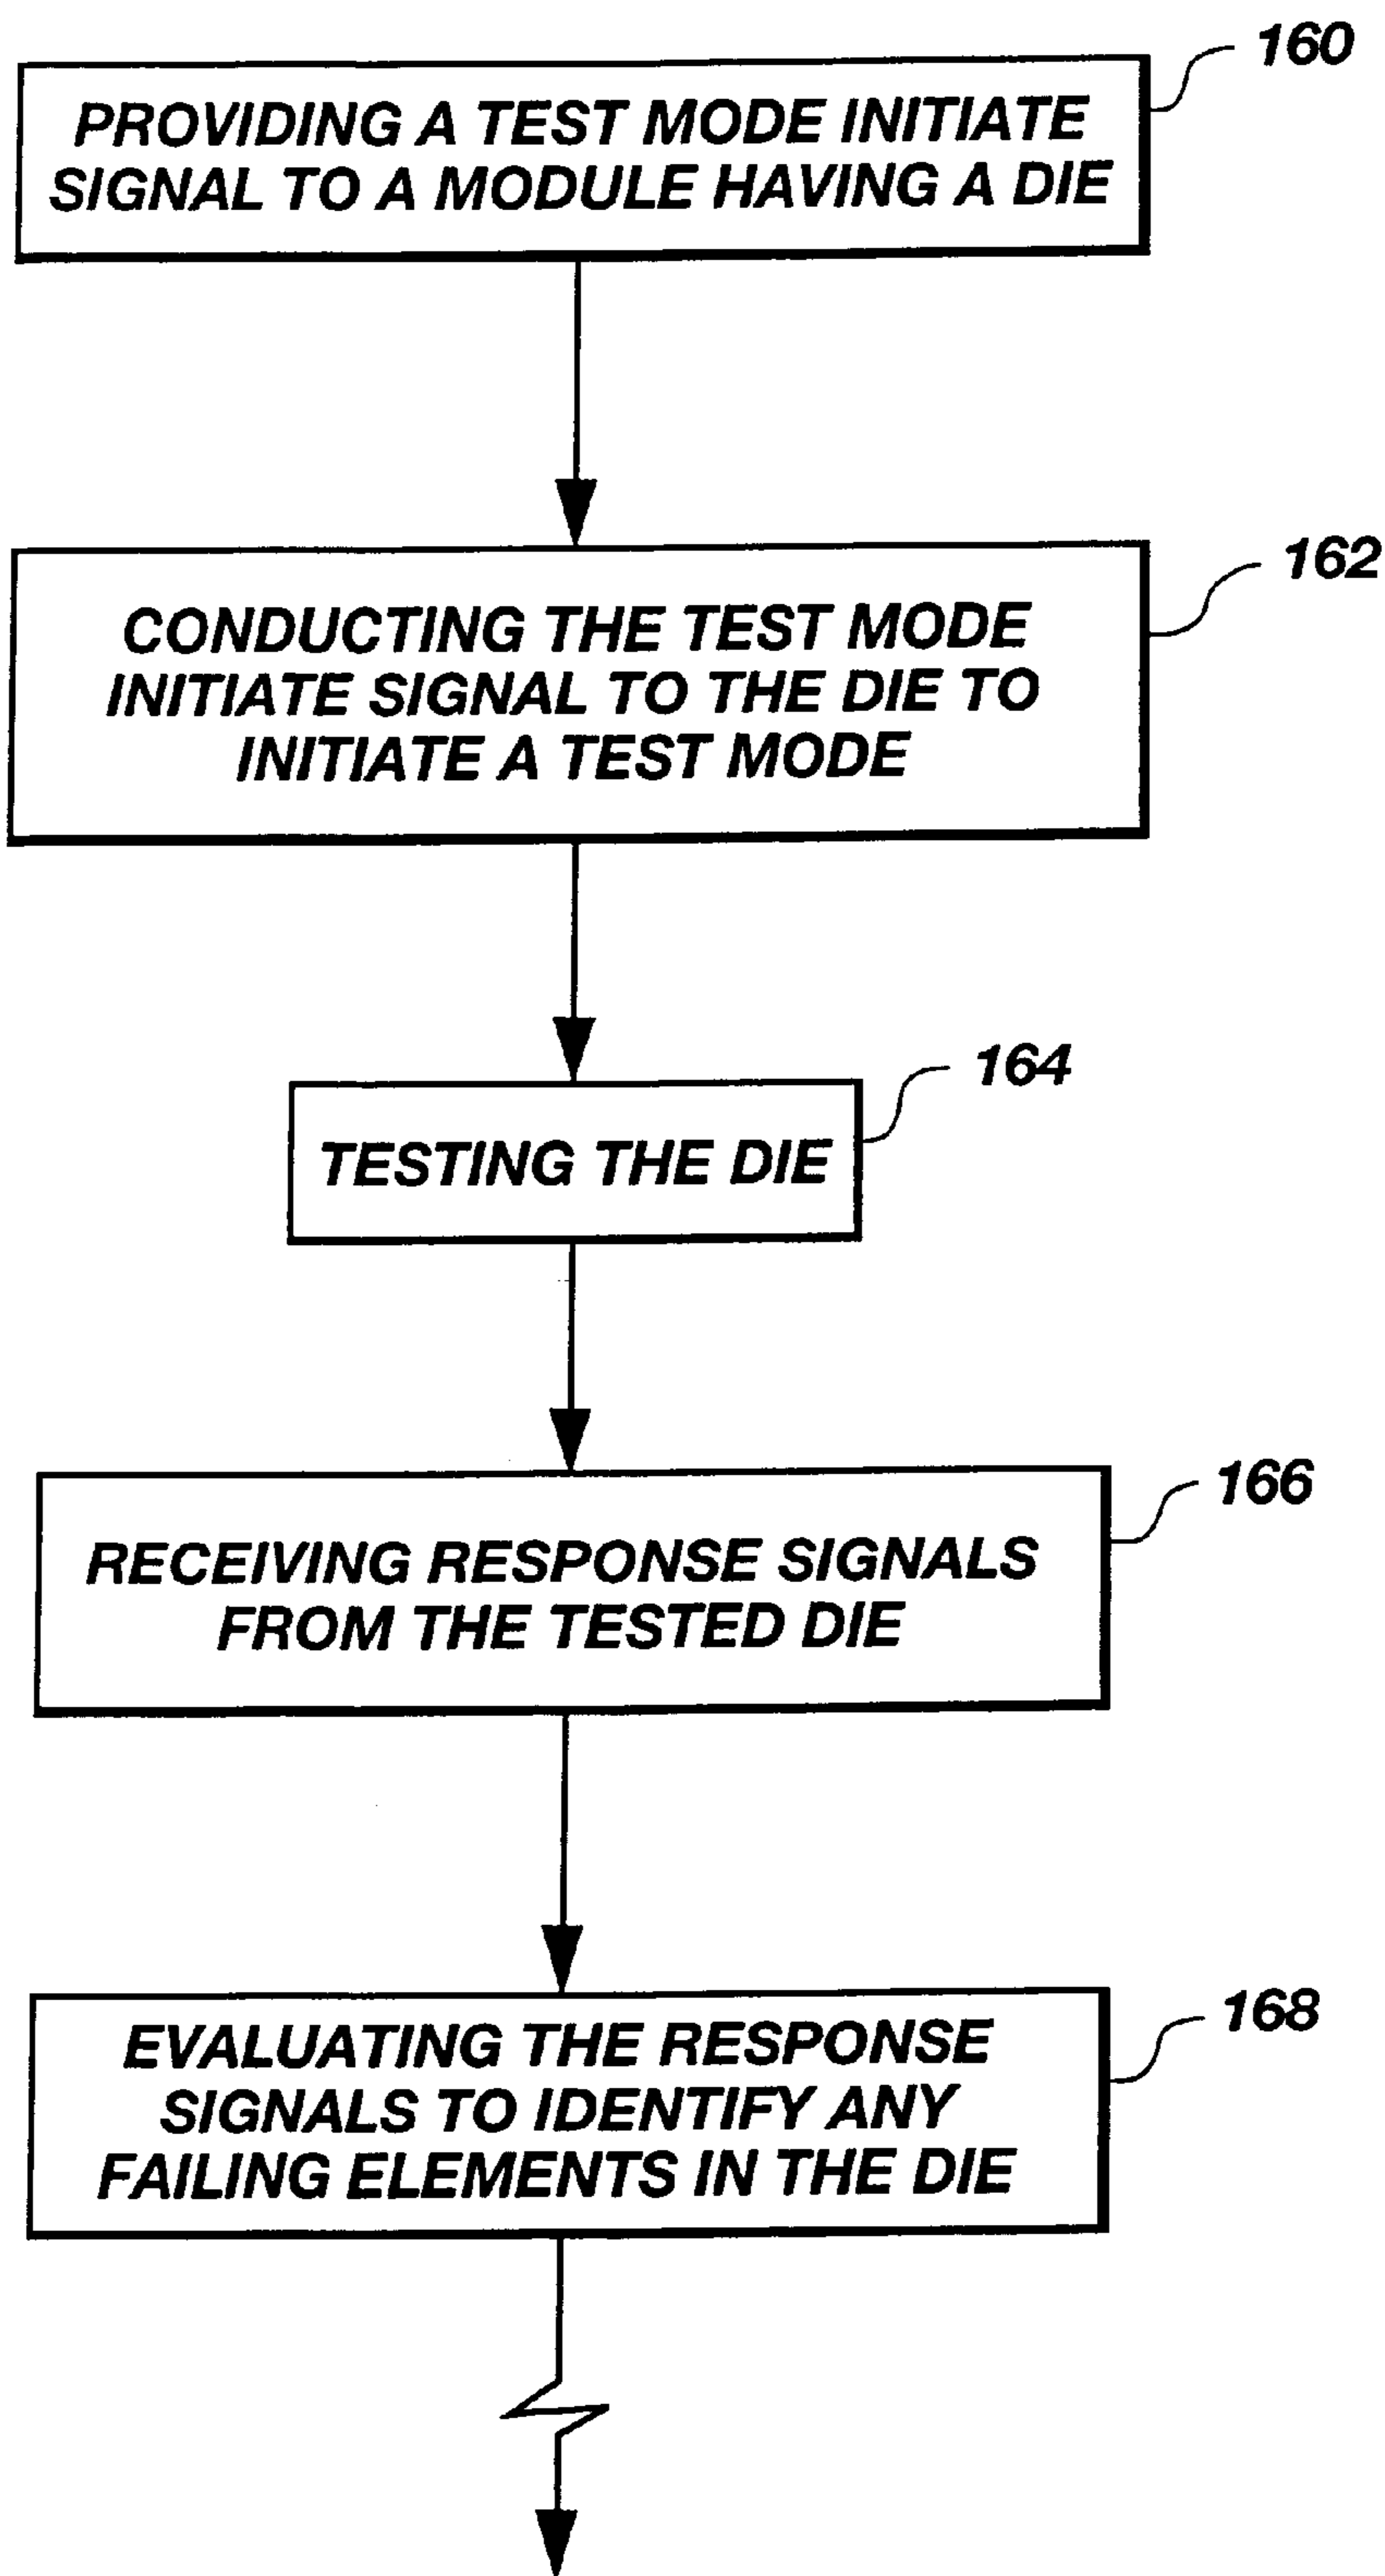 160
PROVIDING A TEST MODE INITIATE
SIGNAL TO A MODULE HAVING A DIE
162
CONDUCTING THE TEST MODE
INITIATE SIGNAL TO THE DIE TO
INITIATE A TEST MODE
164
TESTING THE DIE
166
RECEIVING RESPONSE SIGNALS
FROM THE TESTED DIE
168
EVALUATING THE RESPONSE
SIGNALS TO IDENTIFY ANY
FAILING ELEMENTS IN THE DIE